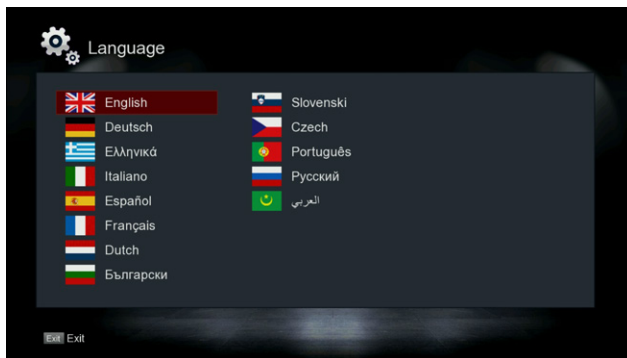 Language
English
Deutsch
Ελληνικά
Italiano
Español
Français
Dutch
Български
Slovenski
Czech
Português
Русский
العربي
Exit Exit